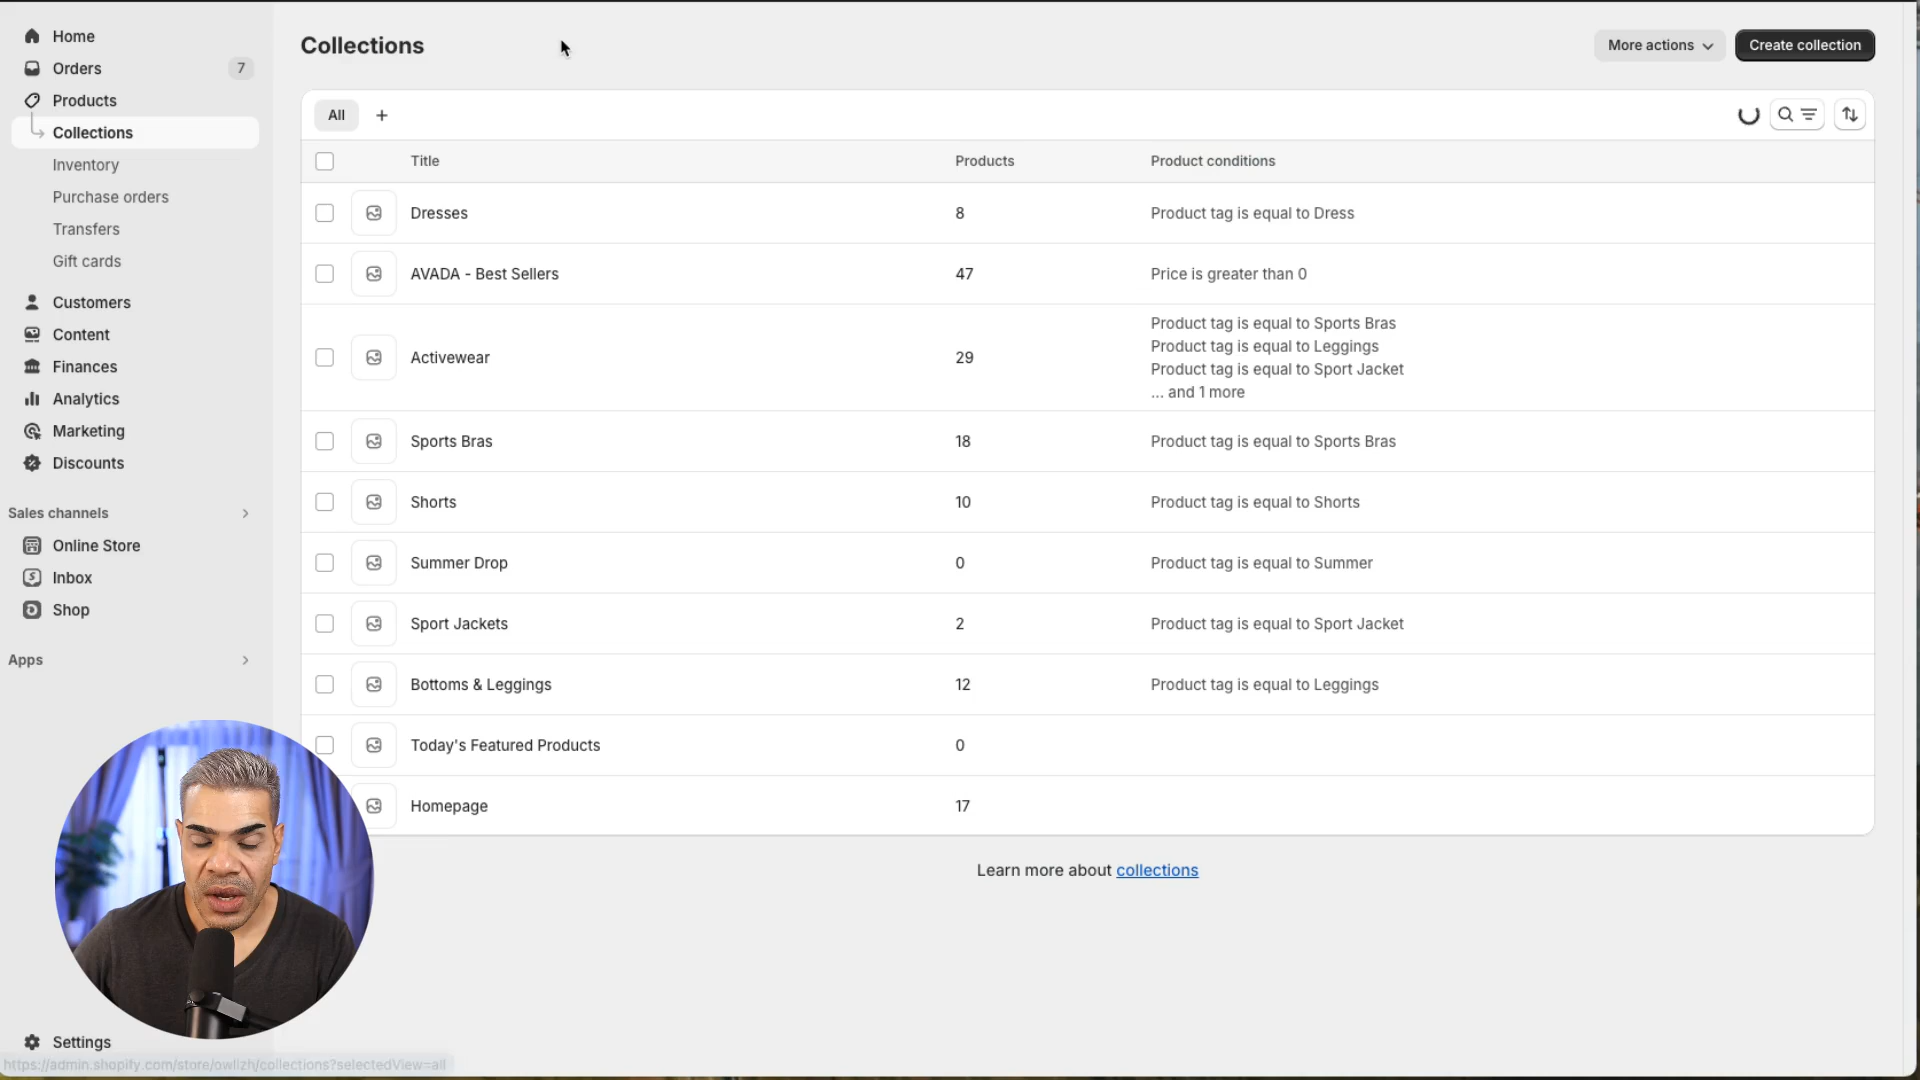 Home
Orders
7
Products
Collections
Inventory
Purchase orders
Transfers
Gift cards
Customers
Content
Finances
Analytics
Marketing
Discounts
Sales channels
Online Store
Inbox
Shop
Apps
Settings
https://admin.shopify.com/store/owlizh/collections?selectedView=all
Collections
More actions
Create collection
All +
Title Products Product conditions
Dresses 8 Product tag is equal to Dress
AVADA - Best Sellers 47 Price is greater than 0
Activewear 29
Product tag is equal to Sports Bras
Product tag is equal to Leggings
Product tag is equal to Sport Jacket
... and 1 more
Sports Bras 18 Product tag is equal to Sports Bras
Shorts 10 Product tag is equal to Shorts
Summer Drop 0 Product tag is equal to Summer
Sport Jackets 2 Product tag is equal to Sport Jacket
Bottoms & Leggings 12 Product tag is equal to Leggings
Today's Featured Products 0
Homepage 17
Learn more about collections